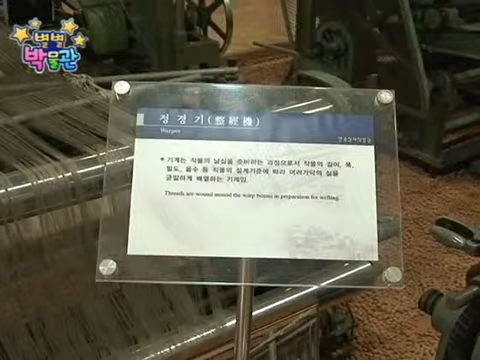 별별
박물관
정경기(整經機)
Warper
* 기계는 직물의 날실을 준비하는 과정으로서 직물의 길이, 폭,
밀도, 올수 등 직물의 설계기준에 따라 여러가닥의 실을
균일하게 배열하는 기계임.
Threads are wound around the warp beams in preparation for